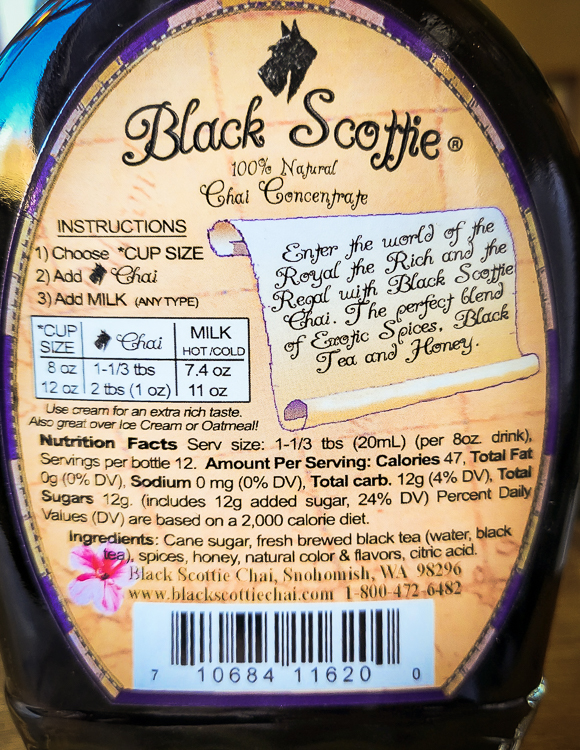 Black Scottie®
100% Natural
Chai Concentrate
INSTRUCTIONS
1) Choose *CUP SIZE
2) Add Chai
3) Add MILK (ANY TYPE)
*CUP SIZE Chai MILK HOT/COLD
8 oz 1-1/3 tbs 7.4 oz
12 oz 2 tbs (1 oz) 11 oz
Use cream for an extra rich taste.
Also great over Ice Cream or Oatmeal!
Enter the world of the
Royal the Rich and the
Regal with Black Scottie
Chai. The perfect blend
of Exotic Spices, Black
Tea and Honey.
Nutrition Facts Serv size: 1-1/3 tbs (20mL) (per 8oz. drink),
Servings per bottle 12. Amount Per Serving: Calories 47, Total Fat
0g (0% DV), Sodium 0 mg (0% DV), Total carb. 12g (4% DV), Total
Sugars 12g. (includes 12g added sugar, 24% DV) Percent Daily
Values (DV) are based on a 2,000 calorie diet.
Ingredients: Cane sugar, fresh brewed black tea (water, black
tea), spices, honey, natural color & flavors, citric acid.
Black Scottie Chai, Snohomish, WA 98296
www.blackscottiechai.com 1-800-472-6482
7 10684 11620 0